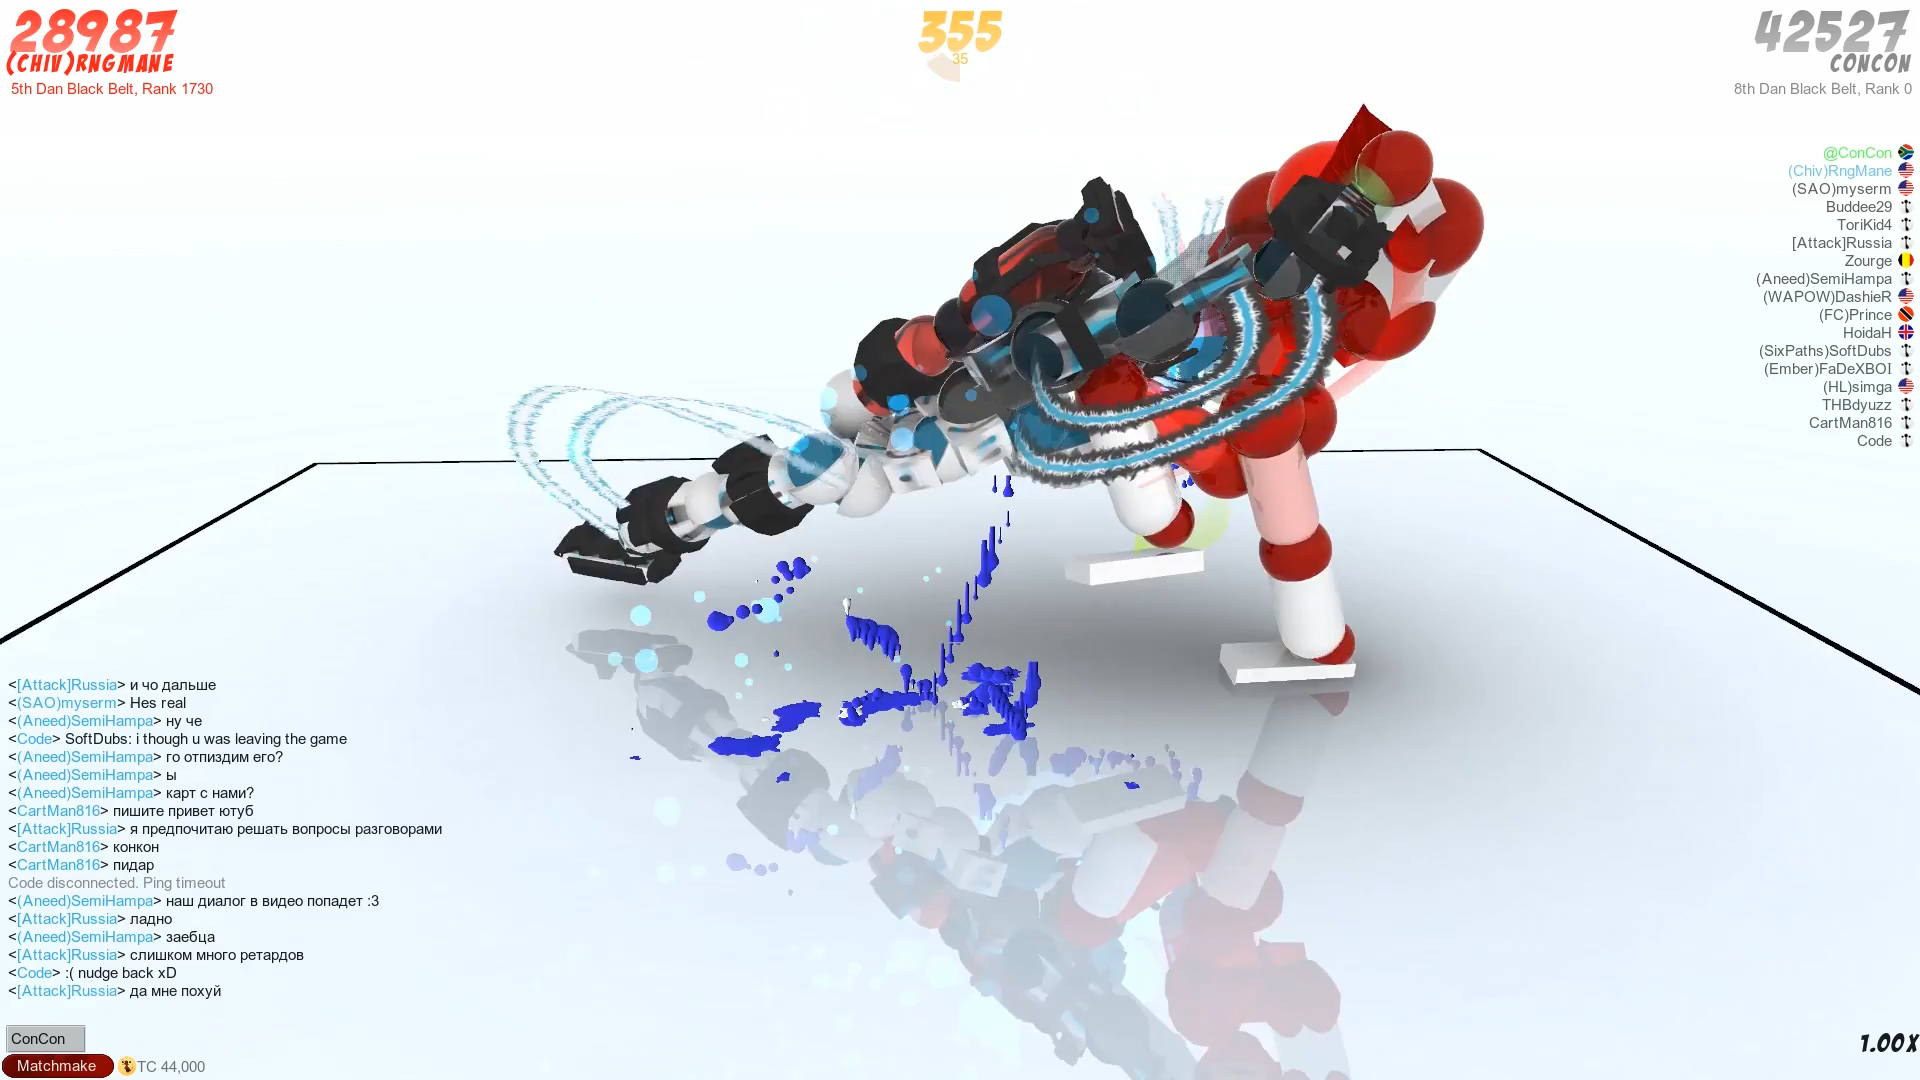 28987
(CHIV)RNGMANE
5th Dan Black Belt, Rank 1730
355
35
42527
CONCON
8th Dan Black Belt, Rank 0
@ConCon
(Chiv)RngMane
(SAO)myserm
Buddee29
ToriKid4
[Attack]Russia
Zourge
(Aneed)SemiHampa
(WAPOW)DashieR
(FC)Prince
HoidaH
(SixPaths)SoftDubs
(Ember)FaDeXBOI
(HL)simga
THBdyuzz
CartMan816
Code
<[Attack]Russia> и чо дальше
<(SAO)myserm> Hes real
<(Aneed)SemiHampa> ну че
<Code> SoftDubs: i though u was leaving the game
<(Aneed)SemiHampa> го отпиздим его?
<(Aneed)SemiHampa> ы
<(Aneed)SemiHampa> карт с нами?
<CartMan816> пишите привет ютуб
<[Attack]Russia> я предпочитаю решать вопросы разговорами
<CartMan816> конкон
<CartMan816> пидар
Code disconnected. Ping timeout
<(Aneed)SemiHampa> наш диалог в видео попадет :3
<[Attack]Russia> ладно
<(Aneed)SemiHampa> заебца
<[Attack]Russia> слишком много ретардов
<Code> :( nudge back xD
<[Attack]Russia> да мне похуй
ConCon
Matchmake
TC 44,000
1.00X